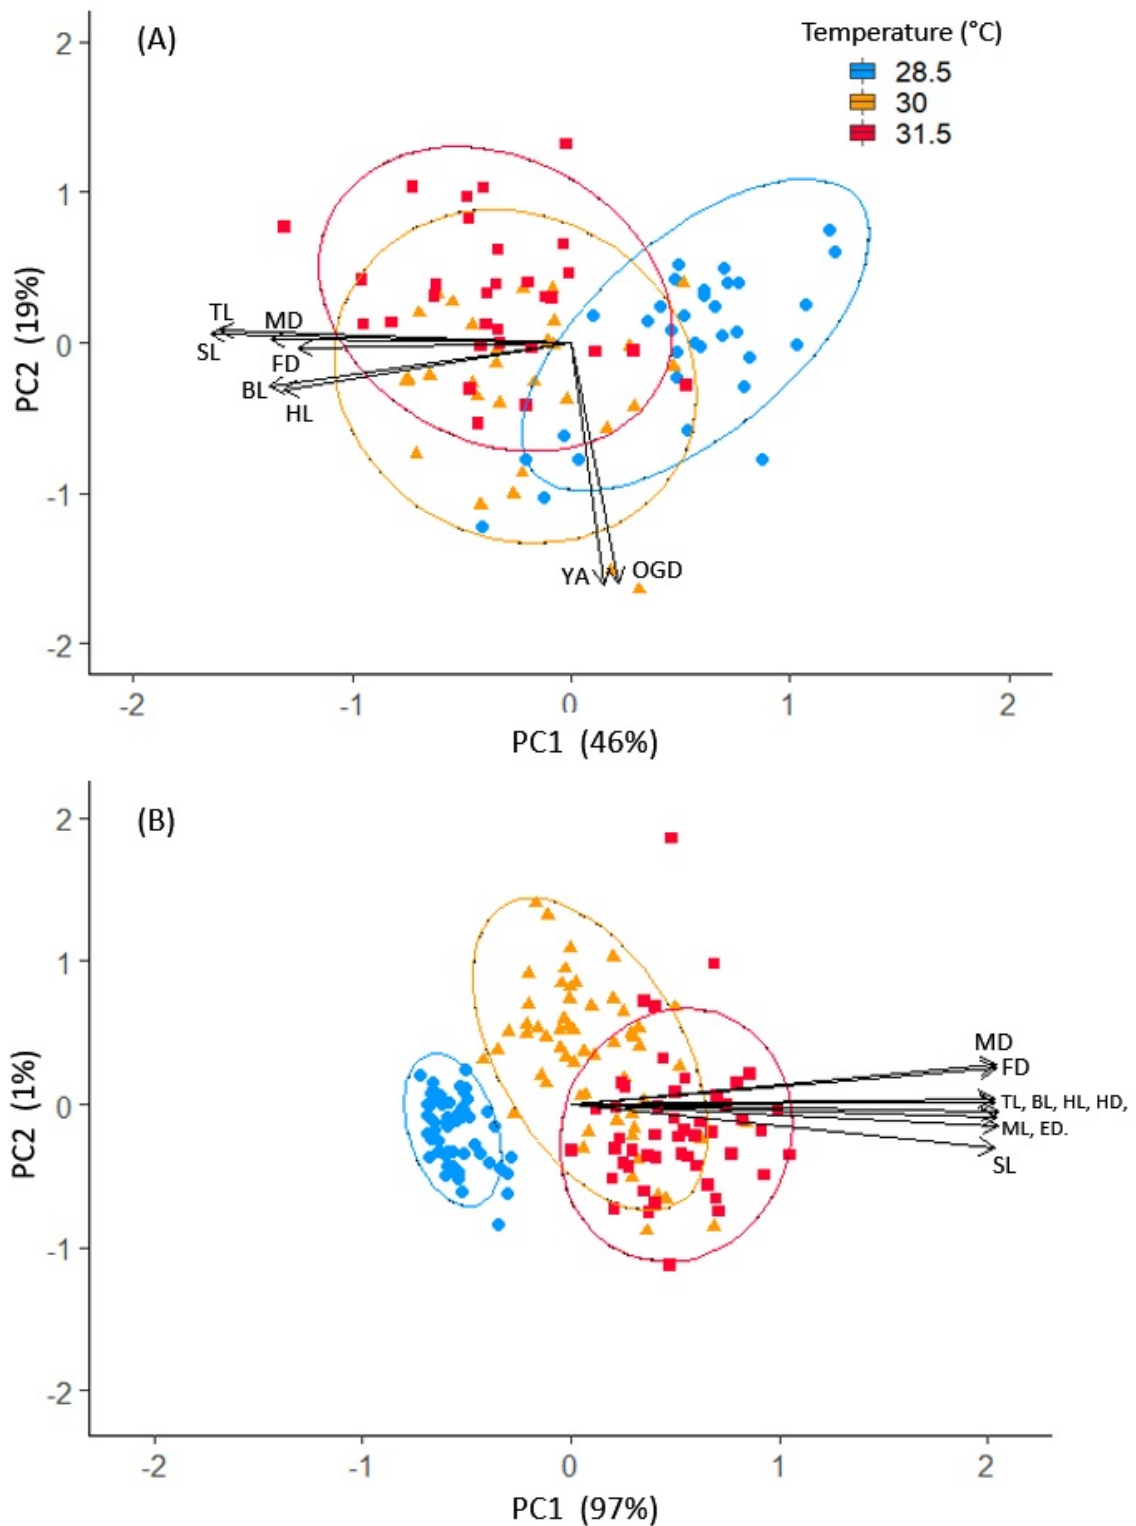 (A)
Temperature (°C)
28.5
30
31.5
2
1
0
-1
-2
PC2 (19%)
TL
MD
SL
FD
BL
HL
YA
OGD
-2
-1
0
1
2
PC1 (46%)
(B)
2
1
0
-1
-2
PC2 (1%)
MD
FD
TL, BL, HL, HD,
ML, ED.
SL
-2
-1
0
1
2
PC1 (97%)